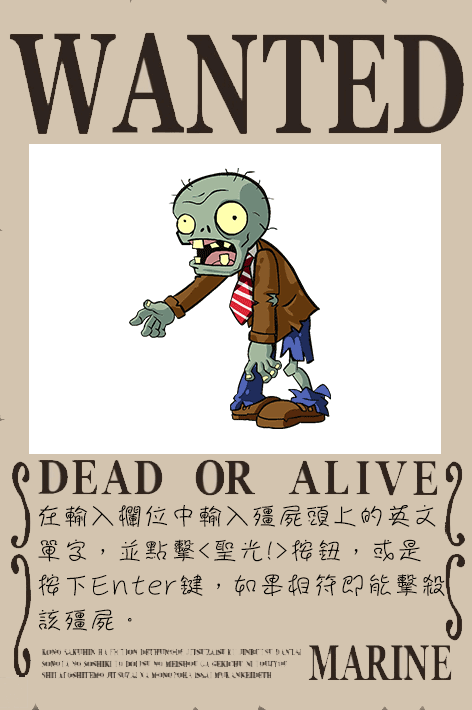 WANTED
DEAD OR ALIVE
在輸入欄位中輸入殭屍頭上的英文
單字，並點擊<聖光!>按鈕，或是
按下Enter鍵，如果相符即能擊殺
該殭屍。
MARINE